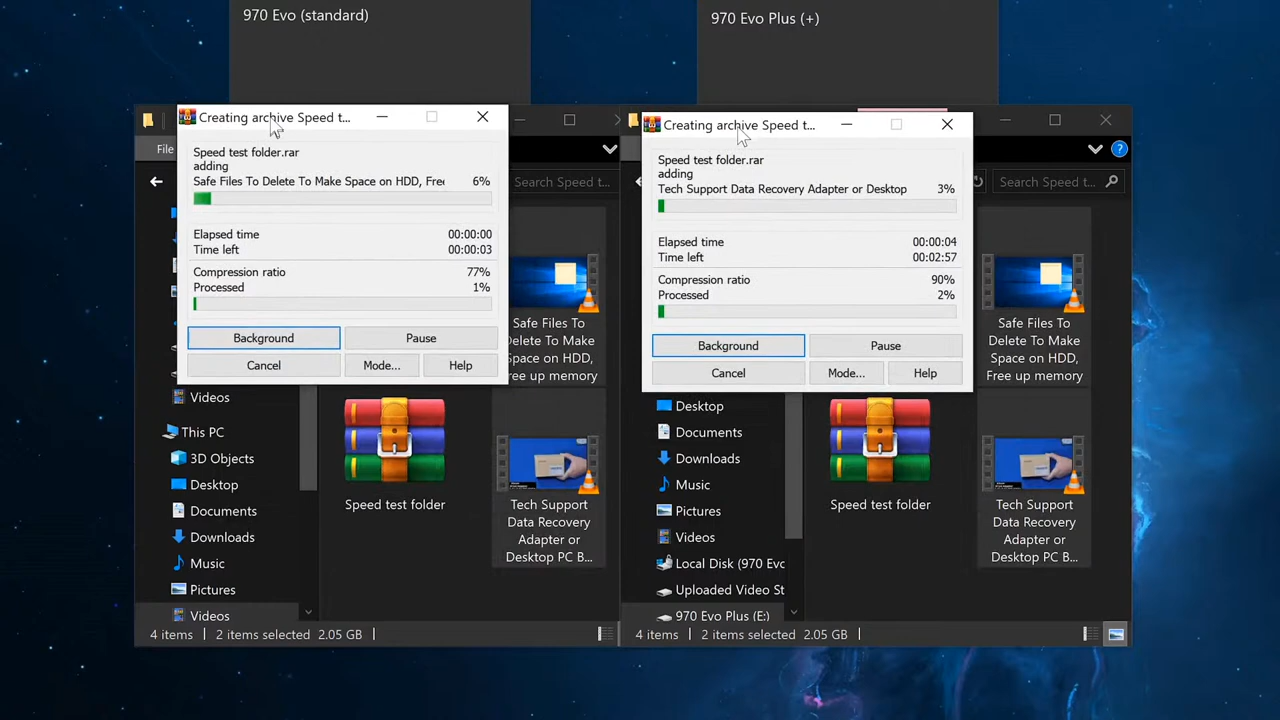 970 Evo (standard)
970 Evo Plus (+)
Creating archive Speed t...
Speed test folder.rar
adding
Safe Files To Delete To Make Space on HDD, Free
6%
Elapsed time
00:00:00
Time left
00:00:03
Compression ratio
77%
Processed
1%
Background
Pause
Cancel
Mode...
Help
Creating archive Speed t...
Speed test folder.rar
adding
Tech Support Data Recovery Adapter or Desktop
3%
Elapsed time
00:00:04
Time left
00:02:57
Compression ratio
90%
Processed
2%
Background
Pause
Cancel
Mode...
Help
File
Search Speed t...
Videos
This PC
3D Objects
Desktop
Documents
Downloads
Music
Pictures
Videos
Safe Files To
Delete To Make
Space on HDD,
Free up memory
Speed test folder
Tech Support
Data Recovery
Adapter or
Desktop PC B...
4 items
2 items selected
2.05 GB
Search Speed t...
?
Desktop
Documents
Downloads
Music
Pictures
Videos
Local Disk (970 Evo
Uploaded Video St
970 Evo Plus (E:)
Safe Files To
Delete To Make
Space on HDD,
Free up memory
Speed test folder
Tech Support
Data Recovery
Adapter or
Desktop PC B...
4 items
2 items selected
2.05 GB